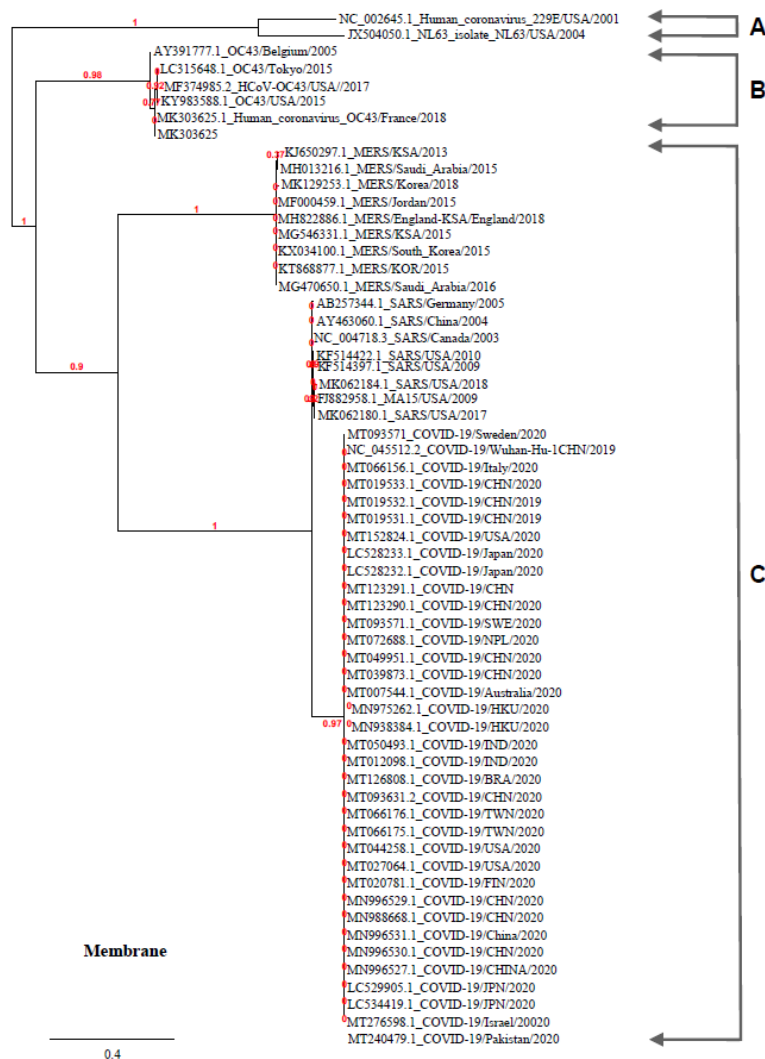 NC_002645.1_Human_coronavirus_229E/USA/2001
1
JX504050.1_NL63_isolate_NL63/USA/2004
A
AY391777.1_OC43/Belgium/2005
LC315648.1_OC43/Tokyo/2015
0.98
0.92
MF374985.2_HCoV-OC43/USA//2017
B
KY983588.1_OC43/USA/2015
MK303625.1_Human_coronavirus_OC43/France/2018
MK303625
0.37
KJ650297.1_MERS/KSA/2013
MH013216.1_MERS/Saudi_Arabia/2015
MK129253.1_MERS/Korea/2018
MF000459.1_MERS/Jordan/2015
1
MH822886.1_MERS/England-KSA/England/2018
1
MG546331.1_MERS/KSA/2015
KX034100.1_MERS/South_Korea/2015
KT868877.1_MERS/KOR/2015
MG470650.1_MERS/Saudi_Arabia/2016
AB257344.1_SARS/Germany/2005
AY463060.1_SARS/China/2004
NC_004718.3_SARS/Canada/2003
KF514422.1_SARS/USA/2010
KF514397.1_SARS/USA/2009
0.9
MK062184.1_SARS/USA/2018
FJ882958.1_MA15/USA/2009
MK062180.1_SARS/USA/2017
MT093571_COVID-19/Sweden/2020
NC_045512.2_COVID-19/Wuhan-Hu-1CHN/2019
MT066156.1_COVID-19/Italy/2020
MT019533.1_COVID-19/CHN/2020
MT019532.1_COVID-19/CHN/2019
MT019531.1_COVID-19/CHN/2019
1
MT152824.1_COVID-19/USA/2020
LC528233.1_COVID-19/Japan/2020
LC528232.1_COVID-19/Japan/2020
C
MT123291.1_COVID-19/CHN
MT123290.1_COVID-19/CHN/2020
MT093571.1_COVID-19/SWE/2020
MT072688.1_COVID-19/NPL/2020
MT049951.1_COVID-19/CHN/2020
MT039873.1_COVID-19/CHN/2020
MT007544.1_COVID-19/Australia/2020
MN975262.1_COVID-19/HKU/2020
0.97
MN938384.1_COVID-19/HKU/2020
MT050493.1_COVID-19/IND/2020
MT012098.1_COVID-19/IND/2020
MT126808.1_COVID-19/BRA/2020
MT093631.2_COVID-19/CHN/2020
MT066176.1_COVID-19/TWN/2020
MT066175.1_COVID-19/TWN/2020
MT044258.1_COVID-19/USA/2020
MT027064.1_COVID-19/USA/2020
MT020781.1_COVID-19/FIN/2020
MN996529.1_COVID-19/CHN/2020
MN988668.1_COVID-19/CHN/2020
MN996531.1_COVID-19/China/2020
Membrane
MN996530.1_COVID-19/CHN/2020
MN996527.1_COVID-19/CHINA/2020
LC529905.1_COVID-19/JPN/2020
LC534419.1_COVID-19/JPN/2020
MT276598.1_COVID-19/Israel/20020
MT240479.1_COVID-19/Pakistan/2020
0.4